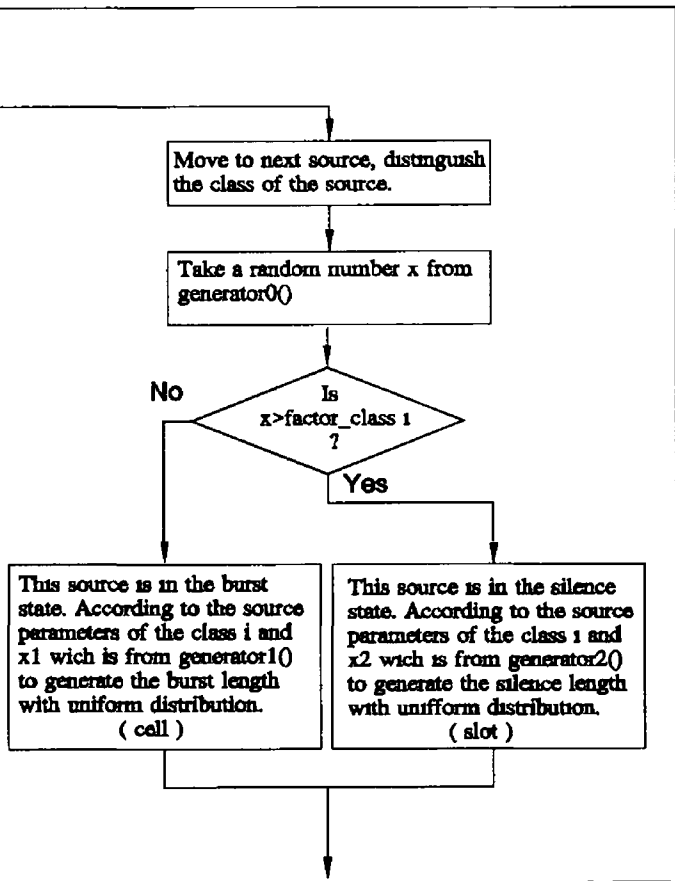 Move to next source, distinguish
the class of the source.
Take a random number x from
generator0()
No
Is
x>factor_class i
?
Yes
This source is in the burst
state. According to the source
parameters of the class i and
x1 wich is from generator1()
to generate the burst length
with uniform distribution.
( cell )
This source is in the silence
state. According to the source
parameters of the class i and
x2 wich is from generator2()
to generate the silence length
with unifform distribution.
( slot )